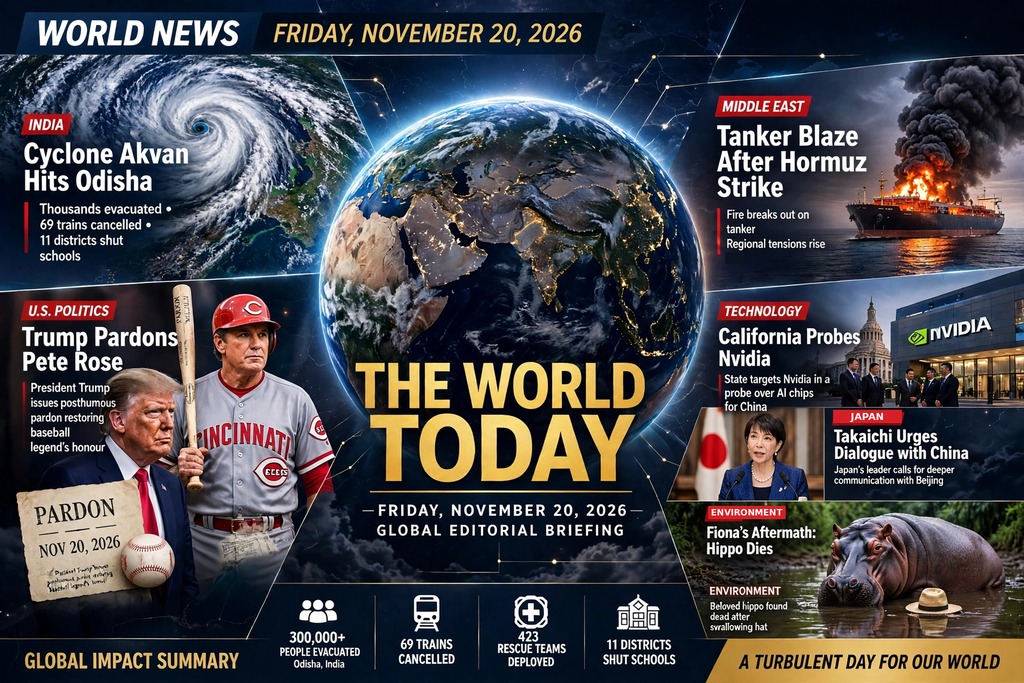 WORLD NEWS
FRIDAY, NOVEMBER 20, 2026
INDIA
Cyclone Akvan
Hits Odisha
Thousands evacuated •
69 trains cancelled •
11 districts shut
schools
U.S. POLITICS
Trump Pardons
Pete Rose
President Trump
issues posthumous
pardon restoring
baseball
legend's honour
PARDON
NOV 20, 2026
PARDON
CINCINNATI
C
REDS
THE WORLD
TODAY
FRIDAY, NOVEMBER 20, 2026
GLOBAL EDITORIAL BRIEFING
MIDDLE EAST
Tanker Blaze
After Hormuz
Strike
Fire breaks out on
tanker
Regional tensions rise
TECHNOLOGY
California Probes
Nvidia
State targets Nvidia in a
probe over AI chips
for China
NVIDIA
JAPAN
Takaichi Urges
Dialogue with China
Japan's leader calls for deeper
communication with Beijing
ENVIRONMENT
Fiona's Aftermath:
Hippo Dies
ENVIRONMENT
Beloved hippo found
dead after
swallowing hat
GLOBAL IMPACT SUMMARY
300,000+
PEOPLE EVACUATED
Odisha, India
69 TRAINS
CANCELLED
423
RESCUE TEAMS
DEPLOVED
11 DISTRICTS
SHUT SCHOOLS
A TURBULENT DAY FOR OUR WORLD